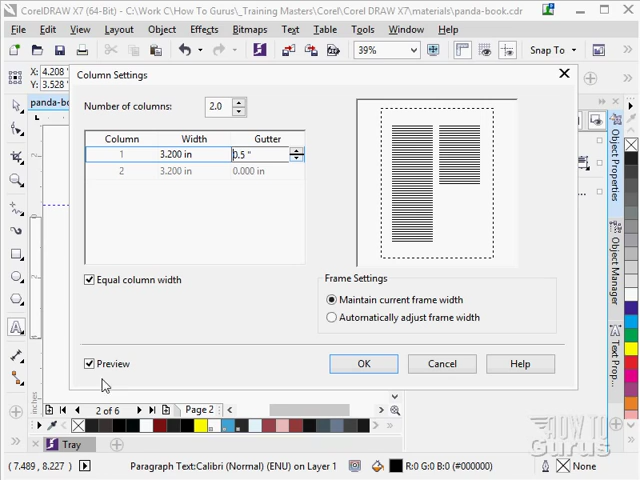 CorelDRAW X7 (64-Bit) - C:\Work C\How To Gurus\_Training Masters\Corel\Corel DRAW X7\materials\panda-book.cdr
File Edit View Layout Arrange Effects Bitmaps Text Table Tools Window Help
39% Snap To
X: 4.208 "
Y: 3.528 "
panda-bo
Column Settings
Number of columns: 2.0
Column Width Gutter
1 3.200 in 0.5 "
2 3.200 in 0.000 in
Equal column width
Frame Settings
Maintain current frame width
Automatically adjust frame width
Preview
OK Cancel Help
Object Properties
Object Manager
Text Prop...
inches
2 of 6 Page 2
Tray
HOW TO
Gurus
(7.489, 8.227) Paragraph Text:Calibri (Normal) (ENU) on Layer 1 R:0 G:0 B:0 (#000000) None